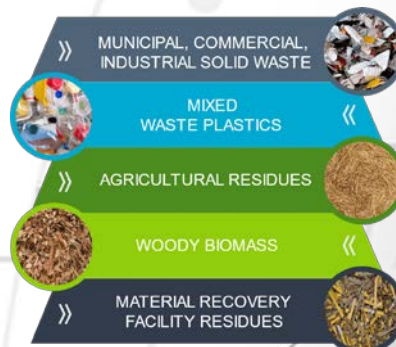 MUNICIPAL, COMMERCIAL,
INDUSTRIAL SOLID WASTE
MIXED
WASTE PLASTICS
AGRICULTURAL RESIDUES
WOODY BIOMASS
MATERIAL RECOVERY
FACILITY RESIDUES